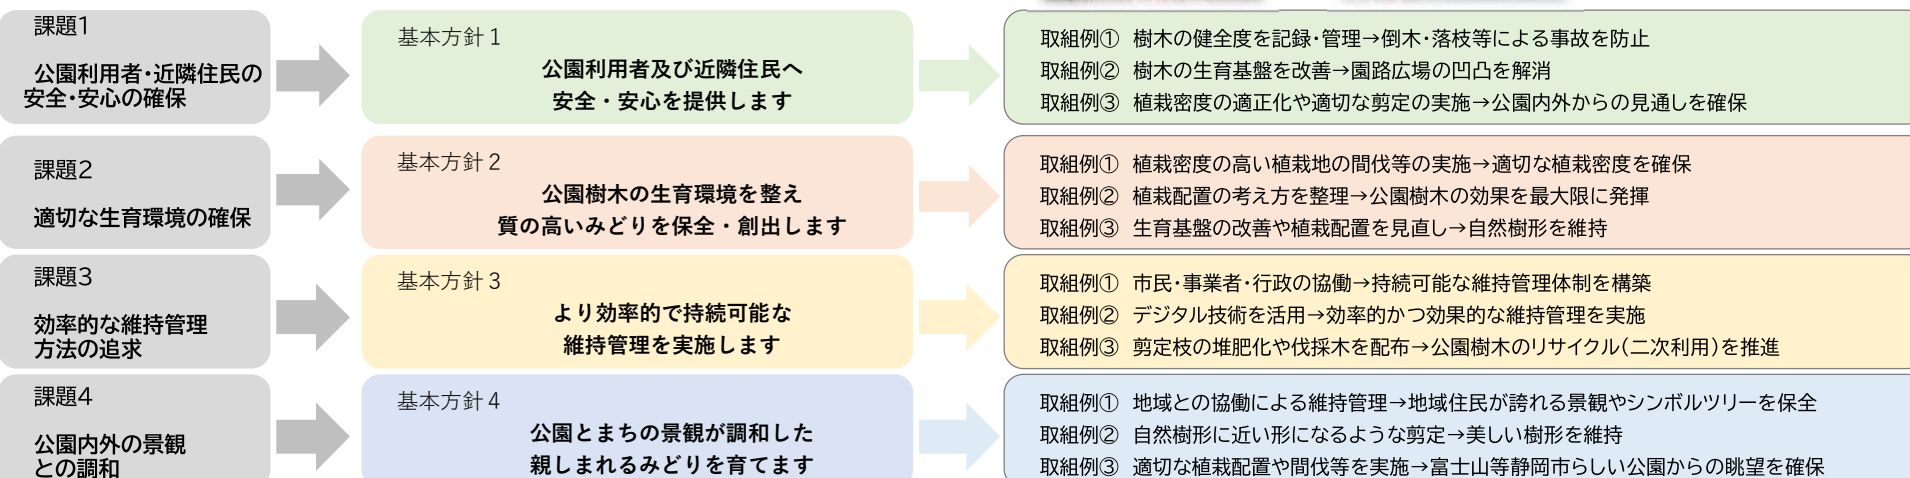 課題1
公園利用者・近隣住民の
安全・安心の確保
基本方針１
公園利用者及び近隣住民へ
安全・安心を提供します
取組例① 樹木の健全度を記録・管理→倒木・落枝等による事故を防止
取組例② 樹木の生育基盤を改善→園路広場の凹凸を解消
取組例③ 植栽密度の適正化や適切な剪定の実施→公園内外からの見通しを確保
課題2
適切な生育環境の確保
基本方針２
公園樹木の生育環境を整え
質の高いみどりを保全・創出します
取組例① 植栽密度の高い植栽地の間伐等の実施→適切な植栽密度を確保
取組例② 植栽配置の考え方を整理→公園樹木の効果を最大限に発揮
取組例③ 生育基盤の改善や植栽配置を見直し→自然樹形を維持
課題3
効率的な維持管理
方法の追求
基本方針３
より効率的で持続可能な
維持管理を実施します
取組例① 市民・事業者・行政の協働→持続可能な維持管理体制を構築
取組例② デジタル技術を活用→効率的かつ効果的な維持管理を実施
取組例③ 剪定枝の堆肥化や伐採木を配布→公園樹木のリサイクル(二次利用)を推進
課題4
公園内外の景観
との調和
基本方針４
公園とまちの景観が調和した
親しまれるみどりを育てます
取組例① 地域との協働による維持管理→地域住民が誇れる景観やシンボルツリーを保全
取組例② 自然樹形に近い形になるような剪定→美しい樹形を維持
取組例③ 適切な植栽配置や間伐等を実施→富士山等静岡市らしい公園からの眺望を確保